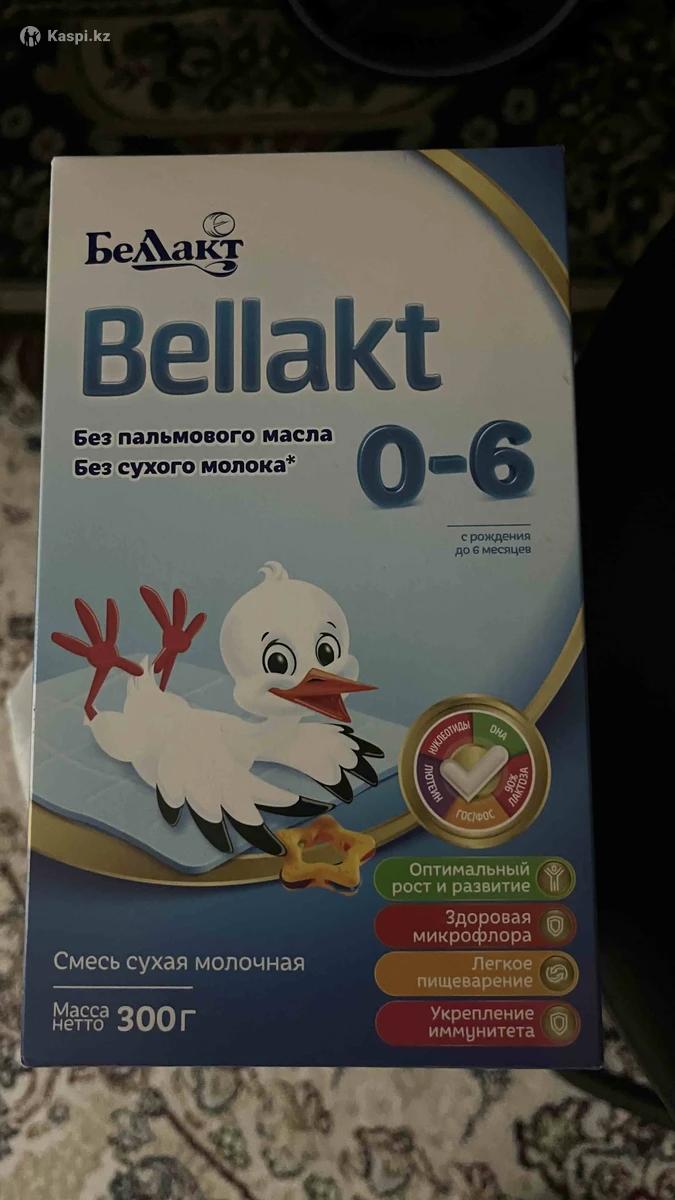 Kaspi.kz
Беллакт
Bellakt
Без пальмового масла
Без сухого молока*
0-6
с рождения
до 6 месяцев
НУКЛЕОТИДЫ
DHA
ЛЮТЕИН
90% ЛАКТОЗА
ГОС/ФОС
Оптимальный
рост и развитие
Здоровая
микрофлора
Легкое
пищеварение
Укрепление
иммунитета
Смесь сухая молочная
Масса
нетто 300г